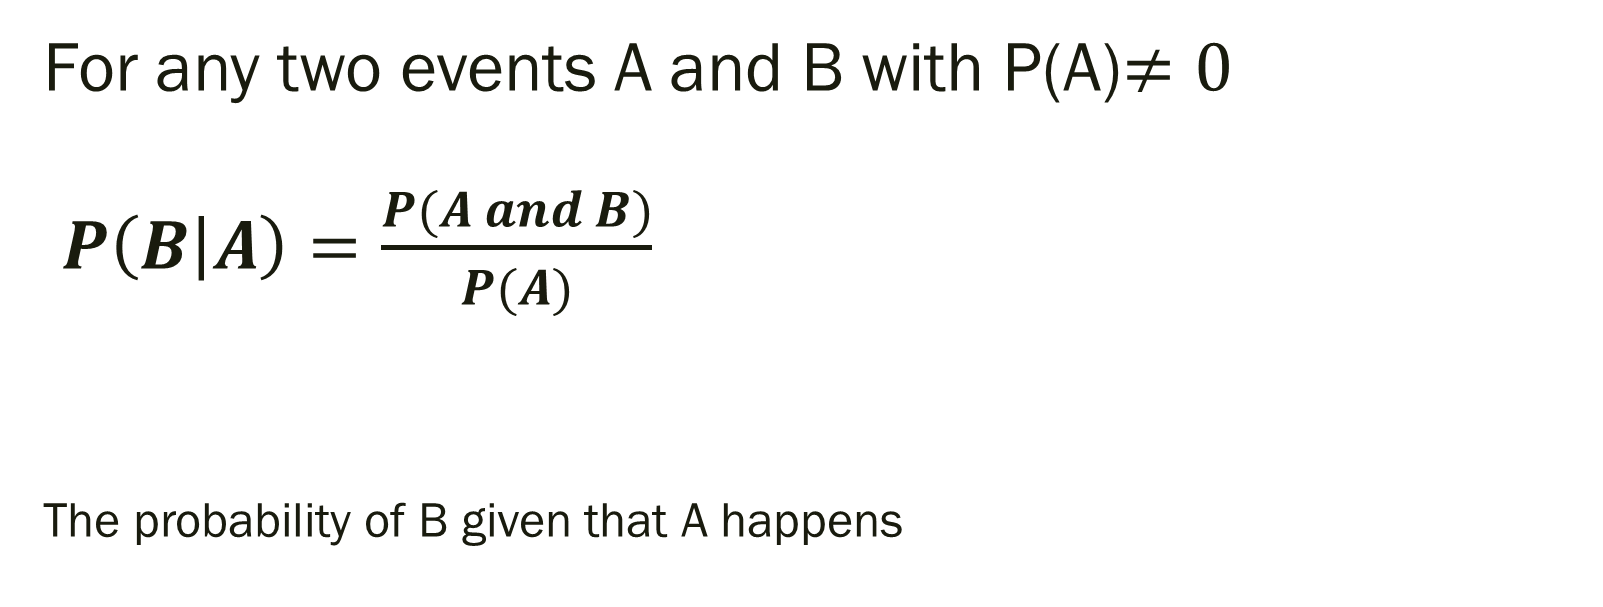 For any two events A and B with P(A)≠ 0
P(B|A) = P(A and B) / P(A)
The probability of B given that A happens